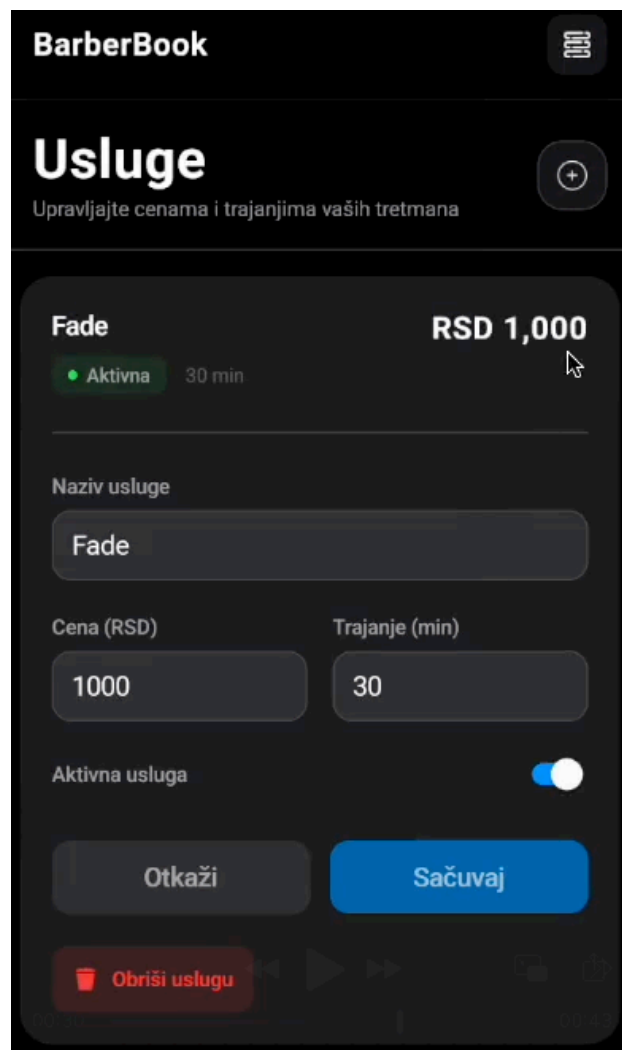 BarberBook
Usluge
Upravljajte cenama i trajanjima vaših tretmana
Fade RSD 1,000
Aktivna 30 min
Naziv usluge
Fade
Cena (RSD) Trajanje (min)
1000 30
Aktivna usluga
Otkaži Sačuvaj
Obriši uslugu